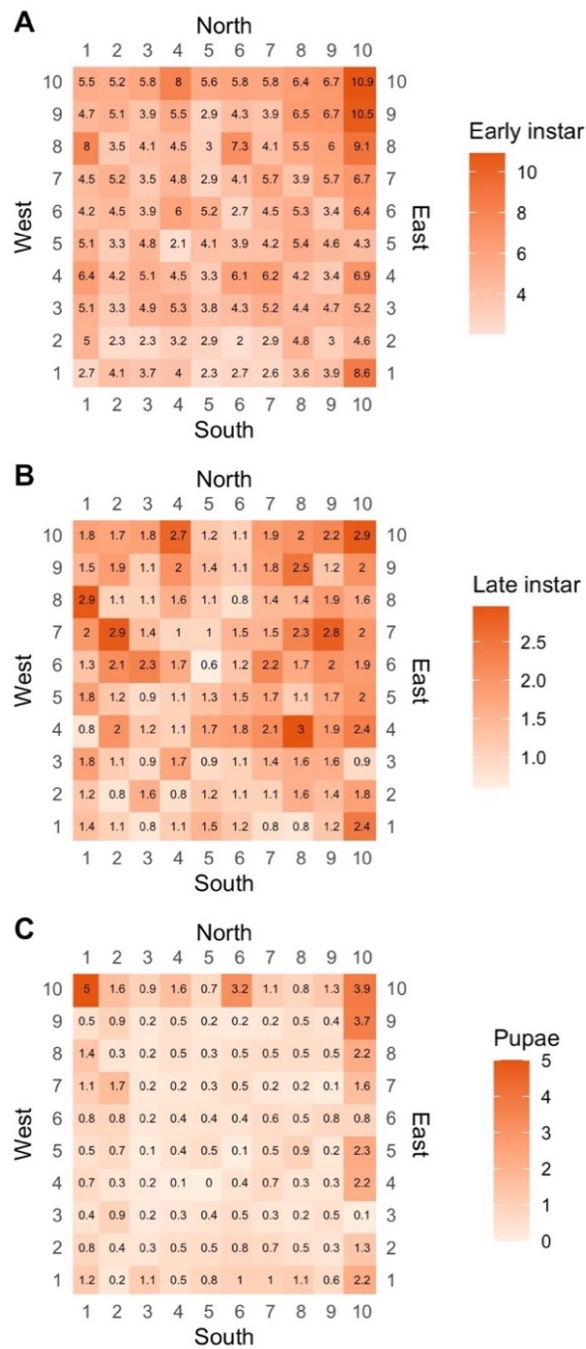 A
North
1 2 3 4 5 6 7 8 9 10
10 5.5 5.2 5.8 8 5.6 5.8 5.8 6.4 6.7 10.9 10
9 4.7 5.1 3.9 5.5 2.9 4.3 3.9 6.5 6.7 10.5 9
8 8 3.5 4.1 4.5 3 7.3 4.1 5.5 6 9.1 8
7 4.5 5.2 3.5 4.8 2.9 4.1 5.7 3.9 5.7 6.7 7
6 4.2 4.5 3.9 6 5.2 2.7 4.5 5.3 3.4 6.4 6
5 5.1 3.3 4.8 2.1 4.1 3.9 4.2 5.4 4.6 4.3 5
4 6.4 4.2 5.1 4.5 3.3 6.1 6.2 4.2 3.4 6.9 4
3 5.1 3.3 4.9 5.3 3.8 4.3 5.2 4.4 4.7 5.2 3
2 5 2.3 2.3 3.2 2.9 2 2.9 4.8 3 4.6 2
1 2.7 4.1 3.7 4 2.3 2.7 2.6 3.6 3.9 8.6 1
1 2 3 4 5 6 7 8 9 10
South
West
East
Early instar
10
8
6
4
B
North
1 2 3 4 5 6 7 8 9 10
10 1.8 1.7 1.8 2.7 1.2 1.1 1.9 2 2.2 2.9 10
9 1.5 1.9 1.1 2 1.4 1.1 1.8 2.5 1.2 2 9
8 2.9 1.1 1.1 1.6 1.1 0.8 1.4 1.4 1.9 1.6 8
7 2 2.9 1.4 1 1 1.5 1.5 2.3 2.8 2 7
6 1.3 2.1 2.3 1.7 0.6 1.2 2.2 1.7 2 1.9 6
5 1.8 1.2 0.9 1.1 1.3 1.5 1.7 1.1 1.7 2 5
4 0.8 2 1.2 1.1 1.7 1.8 2.1 3 1.9 2.4 4
3 1.8 1.1 0.9 1.7 0.9 1.1 1.4 1.6 1.6 0.9 3
2 1.2 0.8 1.6 0.8 1.2 1.1 1.1 1.6 1.4 1.8 2
1 1.4 1.1 0.8 1.1 1.5 1.2 0.8 0.8 1.2 2.4 1
1 2 3 4 5 6 7 8 9 10
South
West
East
Late instar
2.5
2.0
1.5
1.0
C
North
1 2 3 4 5 6 7 8 9 10
10 5 1.6 0.9 1.6 0.7 3.2 1.1 0.8 1.3 3.9 10
9 0.5 0.9 0.2 0.5 0.2 0.2 0.2 0.5 0.4 3.7 9
8 1.4 0.3 0.2 0.5 0.3 0.5 0.5 0.5 0.5 2.2 8
7 1.1 1.7 0.2 0.2 0.3 0.5 0.2 0.2 0.1 1.6 7
6 0.8 0.8 0.2 0.4 0.4 0.4 0.6 0.5 0.8 0.8 6
5 0.5 0.7 0.1 0.4 0.5 0.1 0.5 0.9 0.2 2.3 5
4 0.7 0.3 0.2 0.1 0 0.4 0.7 0.3 0.3 2.2 4
3 0.4 0.9 0.2 0.3 0.4 0.5 0.3 0.2 0.5 0.1 3
2 0.8 0.4 0.3 0.5 0.5 0.8 0.7 0.5 0.3 1.3 2
1 1.2 0.2 1.1 0.5 0.8 1 1 1.1 0.6 2.2 1
1 2 3 4 5 6 7 8 9 10
South
West
East
Pupae
5
4
3
2
1
0